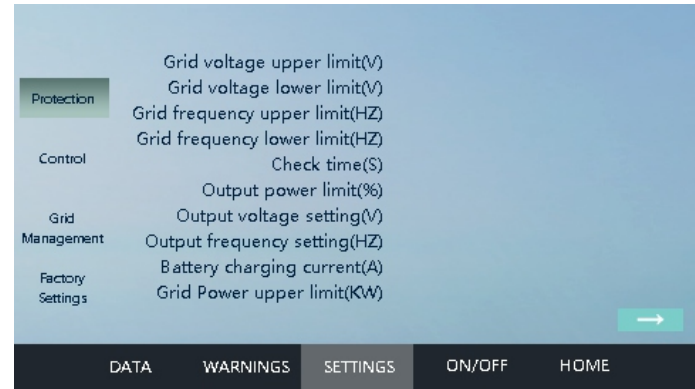 Protection
Control
Grid
Management
Factory
Settings
Grid voltage upper limit(V)
Grid voltage lower limit(V)
Grid frequency upper limit(HZ)
Grid frequency lower limit(HZ)
Check time(S)
Output power limit(%)
Output voltage setting(V)
Output frequency setting(HZ)
Battery charging current(A)
Grid Power upper limit(KW)
→
DATA WARNINGS SETTINGS ON/OFF HOME